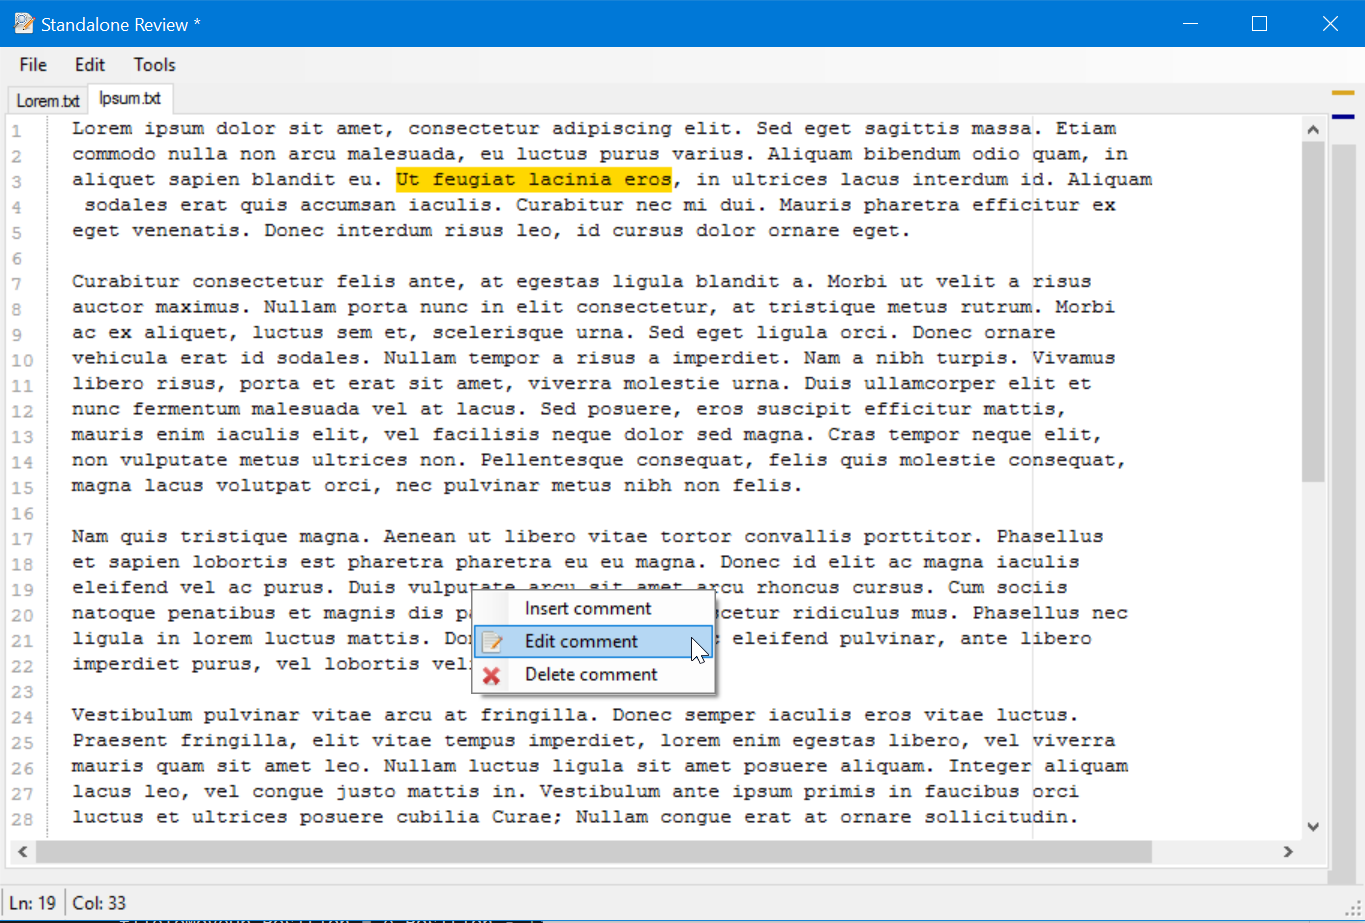 Standalone Review *
File Edit Tools
Lorem.txt Ipsum.txt
1 Lorem ipsum dolor sit amet, consectetur adipiscing elit. Sed eget sagittis massa. Etiam
2 commodo nulla non arcu malesuada, eu luctus purus varius. Aliquam bibendum odio quam, in
3 aliquet sapien blandit eu. Ut feugiat lacinia eros, in ultrices lacus interdum id. Aliquam
4 sodales erat quis accumsan iaculis. Curabitur nec mi dui. Mauris pharetra efficitur ex
5 eget venenatis. Donec interdum risus leo, id cursus dolor ornare eget.
6
7 Curabitur consectetur felis ante, at egestas ligula blandit a. Morbi ut velit a risus
8 auctor maximus. Nullam porta nunc in elit consectetur, at tristique metus rutrum. Morbi
9 ac ex aliquet, luctus sem et, scelerisque urna. Sed eget ligula orci. Donec ornare
10 vehicula erat id sodales. Nullam tempor a risus a imperdiet. Nam a nibh turpis. Vivamus
11 libero risus, porta et erat sit amet, viverra molestie urna. Duis ullamcorper elit et
12 nunc fermentum malesuada vel at lacus. Sed posuere, eros suscipit efficitur mattis,
13 mauris enim iaculis elit, vel facilisis neque dolor sed magna. Cras tempor neque elit,
14 non vulputate metus ultrices non. Pellentesque consequat, felis quis molestie consequat,
15 magna lacus volutpat orci, nec pulvinar metus nibh non felis.
16
17 Nam quis tristique magna. Aenean ut libero vitae tortor convallis porttitor. Phasellus
18 et sapien lobortis est pharetra pharetra eu eu magna. Donec id elit ac magna iaculis
19 eleifend vel ac purus. Duis vulputate arcu sit amet arcu rhoncus cursus. Cum sociis
20 natoque penatibus et magnis dis ridiculus mus. Phasellus nec
21 ligula in lorem luctus mattis. eleifend pulvinar, ante libero
22 imperdiet purus, vel lobortis
23
24 Vestibulum pulvinar vitae arcu at fringilla. Donec semper iaculis eros vitae luctus.
25 Praesent fringilla, elit vitae tempus imperdiet, lorem enim egestas libero, vel viverra
26 mauris quam sit amet leo. Nullam luctus ligula sit amet posuere aliquam. Integer aliquam
27 lacus leo, vel congue justo mattis in. Vestibulum ante ipsum primis in faucibus orci
28 luctus et ultrices posuere cubilia Curae; Nullam congue erat at ornare sollicitudin.
Insert comment
Edit comment
Delete comment
Ln: 19 Col: 33